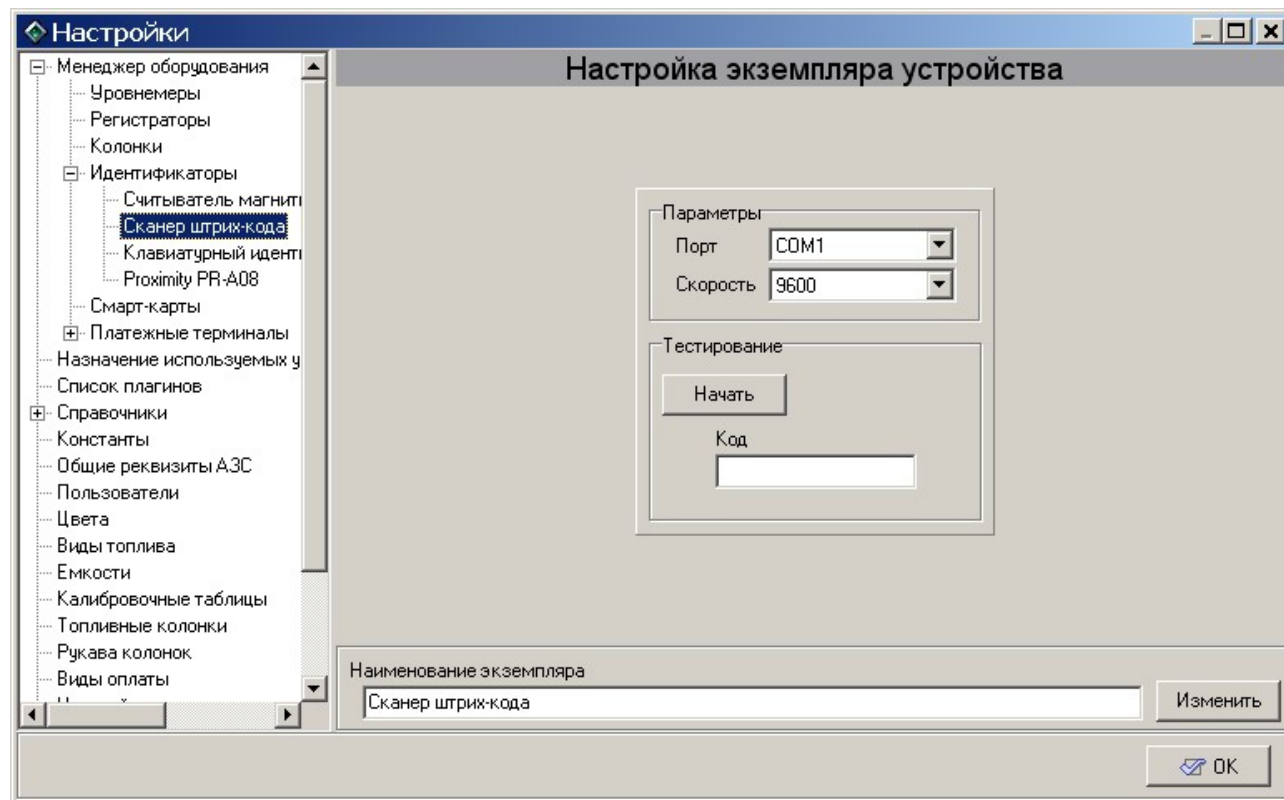 Настройки
Менеджер оборудования
Уровнемеры
Регистраторы
Колонки
Идентификаторы
Считыватель
Сканер штрих-кода
Клавиатурный
Proximity PR-A08
Смарт-карты
Платежные терминалы
Назначение используемых
Список плагинов
Справочники
Константы
Общие реквизиты АЗС
Пользователи
Цвета
Виды топлива
Емкости
Калибровочные таблицы
Топливные колонки
Рукава колонок
Виды оплаты
Настройка экземпляра устройства
Параметры
Порт COM1
Скорость 9600
Тестирование
Начать
Код
Наименование экземпляра
Сканер штрих-кода
Изменить
OK